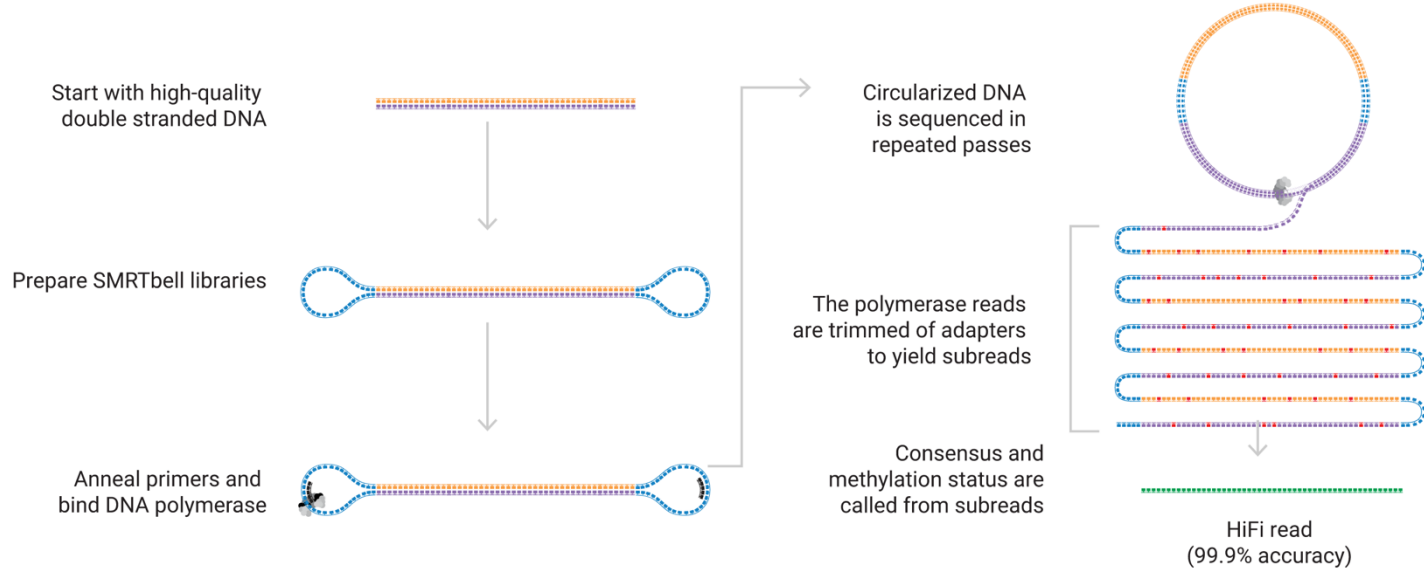 Start with high-quality
double stranded DNA
Prepare SMRTbell libraries
Anneal primers and
bind DNA polymerase
Circularized DNA
is sequenced in
repeated passes
The polymerase reads
are trimmed of adapters
to yield subreads
Consensus and
methylation status are
called from subreads
HiFi read
(99.9% accuracy)